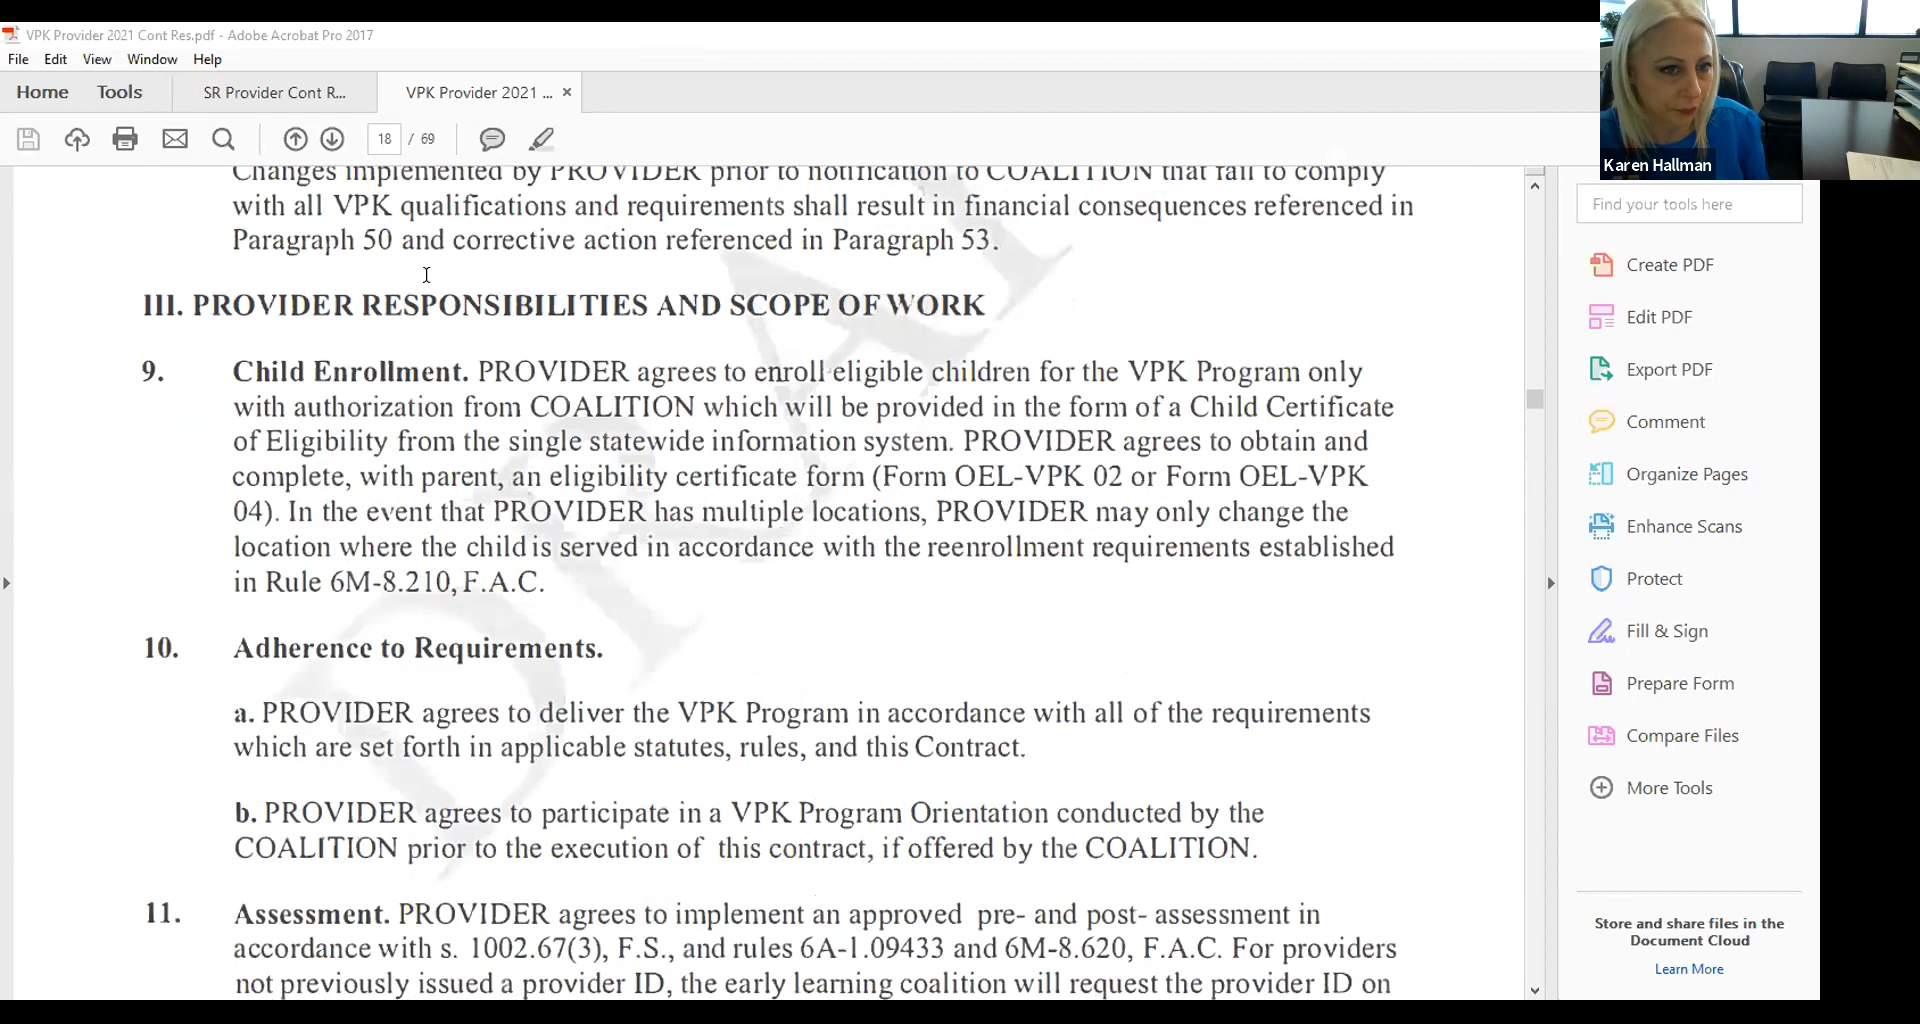 VPK Provider 2021 Cont Res.pdf - Adobe Acrobat Pro 2017
File Edit View Window Help
Home Tools SR Provider Cont R... VPK Provider 2021 ... ×
18 / 69
Karen Hallman
Changes implemented by PROVIDER prior to notification to COALITION that fail to comply
with all VPK qualifications and requirements shall result in financial consequences referenced in
Paragraph 50 and corrective action referenced in Paragraph 53.
III. PROVIDER RESPONSIBILITIES AND SCOPE OF WORK
9. Child Enrollment. PROVIDER agrees to enroll eligible children for the VPK Program only
with authorization from COALITION which will be provided in the form of a Child Certificate
of Eligibility from the single statewide information system. PROVIDER agrees to obtain and
complete, with parent, an eligibility certificate form (Form OEL-VPK 02 or Form OEL-VPK
04). In the event that PROVIDER has multiple locations, PROVIDER may only change the
location where the child is served in accordance with the reenrollment requirements established
in Rule 6M-8.210, F.A.C.
10. Adherence to Requirements.
a. PROVIDER agrees to deliver the VPK Program in accordance with all of the requirements
which are set forth in applicable statutes, rules, and this Contract.
b. PROVIDER agrees to participate in a VPK Program Orientation conducted by the
COALITION prior to the execution of this contract, if offered by the COALITION.
11. Assessment. PROVIDER agrees to implement an approved pre- and post- assessment in
accordance with s. 1002.67(3), F.S., and rules 6A-1.09433 and 6M-8.620, F.A.C. For providers
not previously issued a provider ID, the early learning coalition will request the provider ID on
DRAFT
Find your tools here
Create PDF
Edit PDF
Export PDF
Comment
Organize Pages
Enhance Scans
Protect
Fill & Sign
Prepare Form
Compare Files
More Tools
Store and share files in the
Document Cloud
Learn More